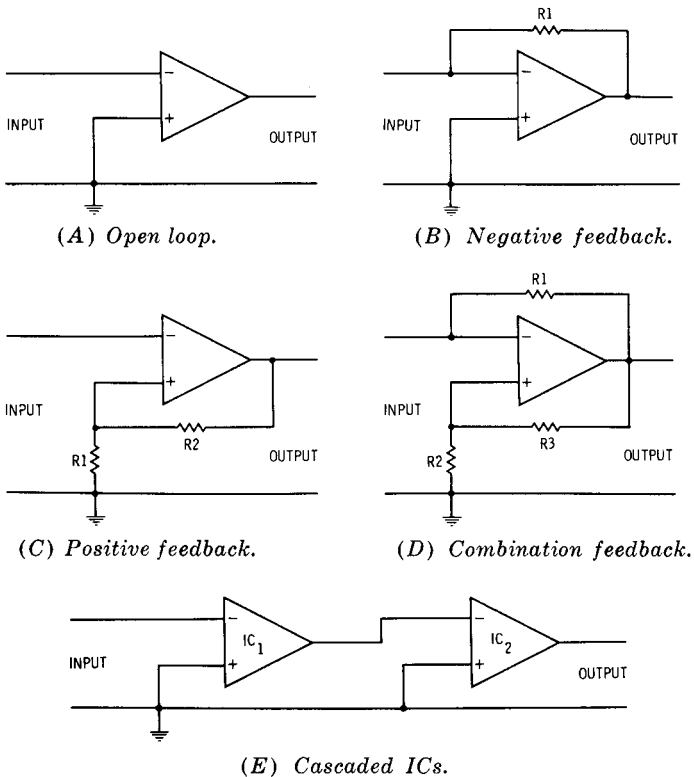 R1
−
+
INPUT
OUTPUT
(A) Open loop.
−
+
INPUT
OUTPUT
(B) Negative feedback.
−
+
INPUT
R2
R1
OUTPUT
(C) Positive feedback.
R1
−
+
INPUT
R3
R2
OUTPUT
(D) Combination feedback.
−
IC1
+
INPUT
−
IC2
+
OUTPUT
(E) Cascaded ICs.